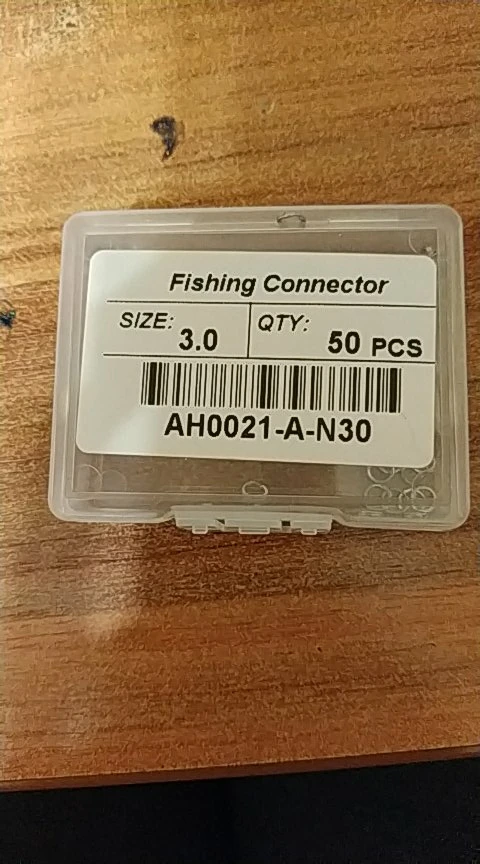 Fishing Connector
SIZE: 3.0 QTY: 50 PCS
AH0021-A-N30